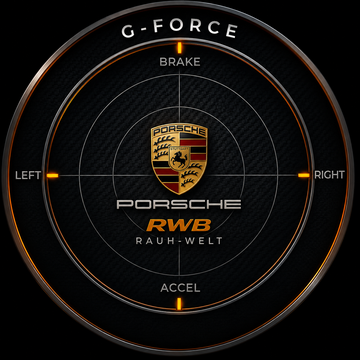 G-FORCE
BRAKE
LEFT
RIGHT
PORSCHE
PORSCHE
RWB
RAUH-WELT
ACCEL